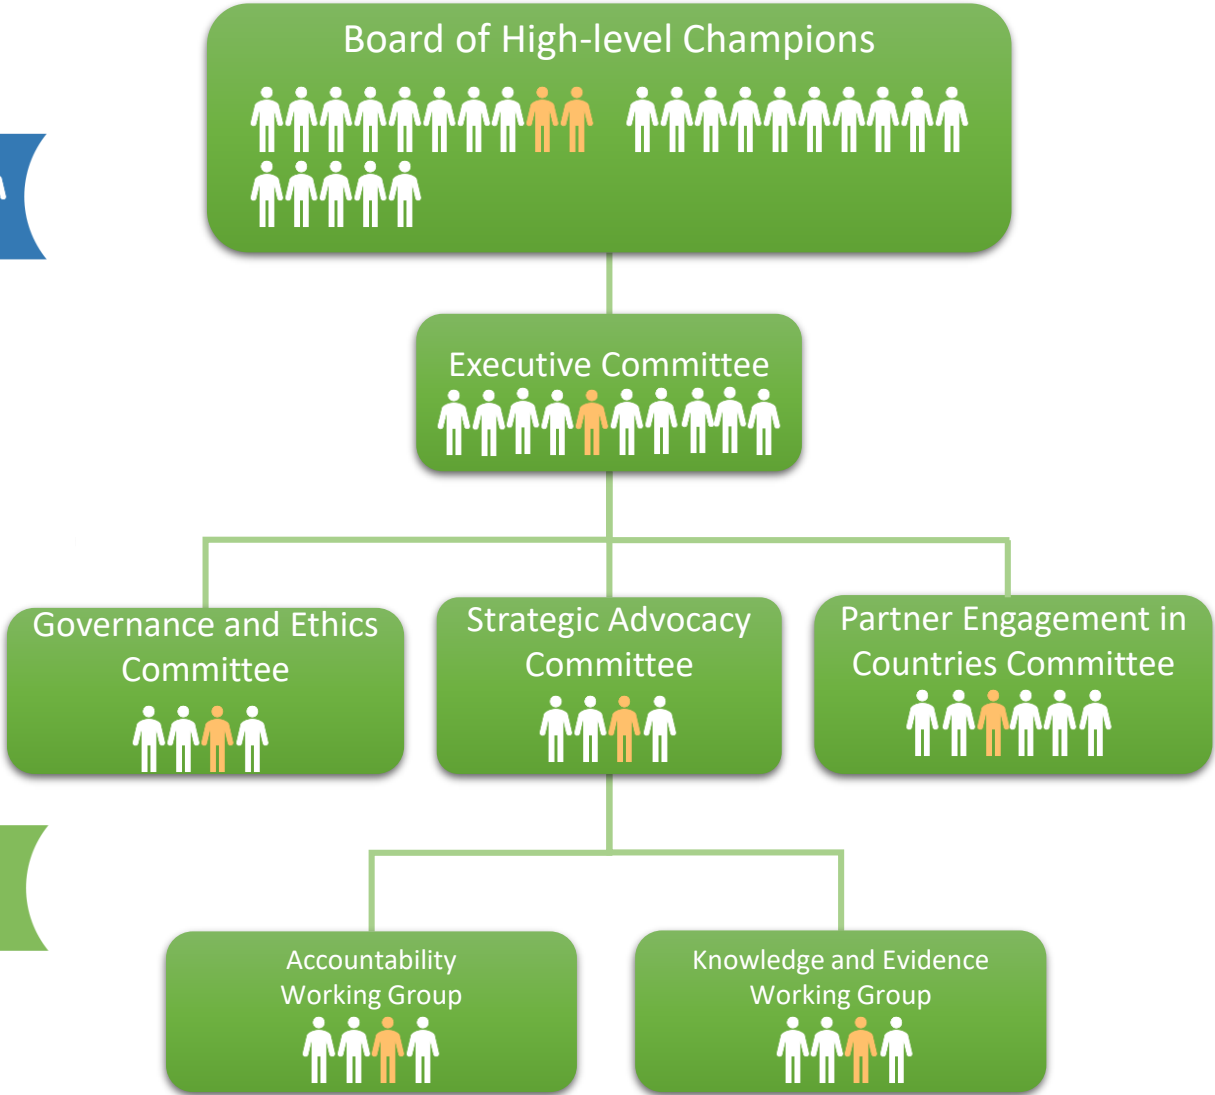 Board of High-level Champions
Executive Committee
Governance and Ethics
Committee
Strategic Advocacy
Committee
Partner Engagement in
Countries Committee
Accountability
Working Group
Knowledge and Evidence
Working Group